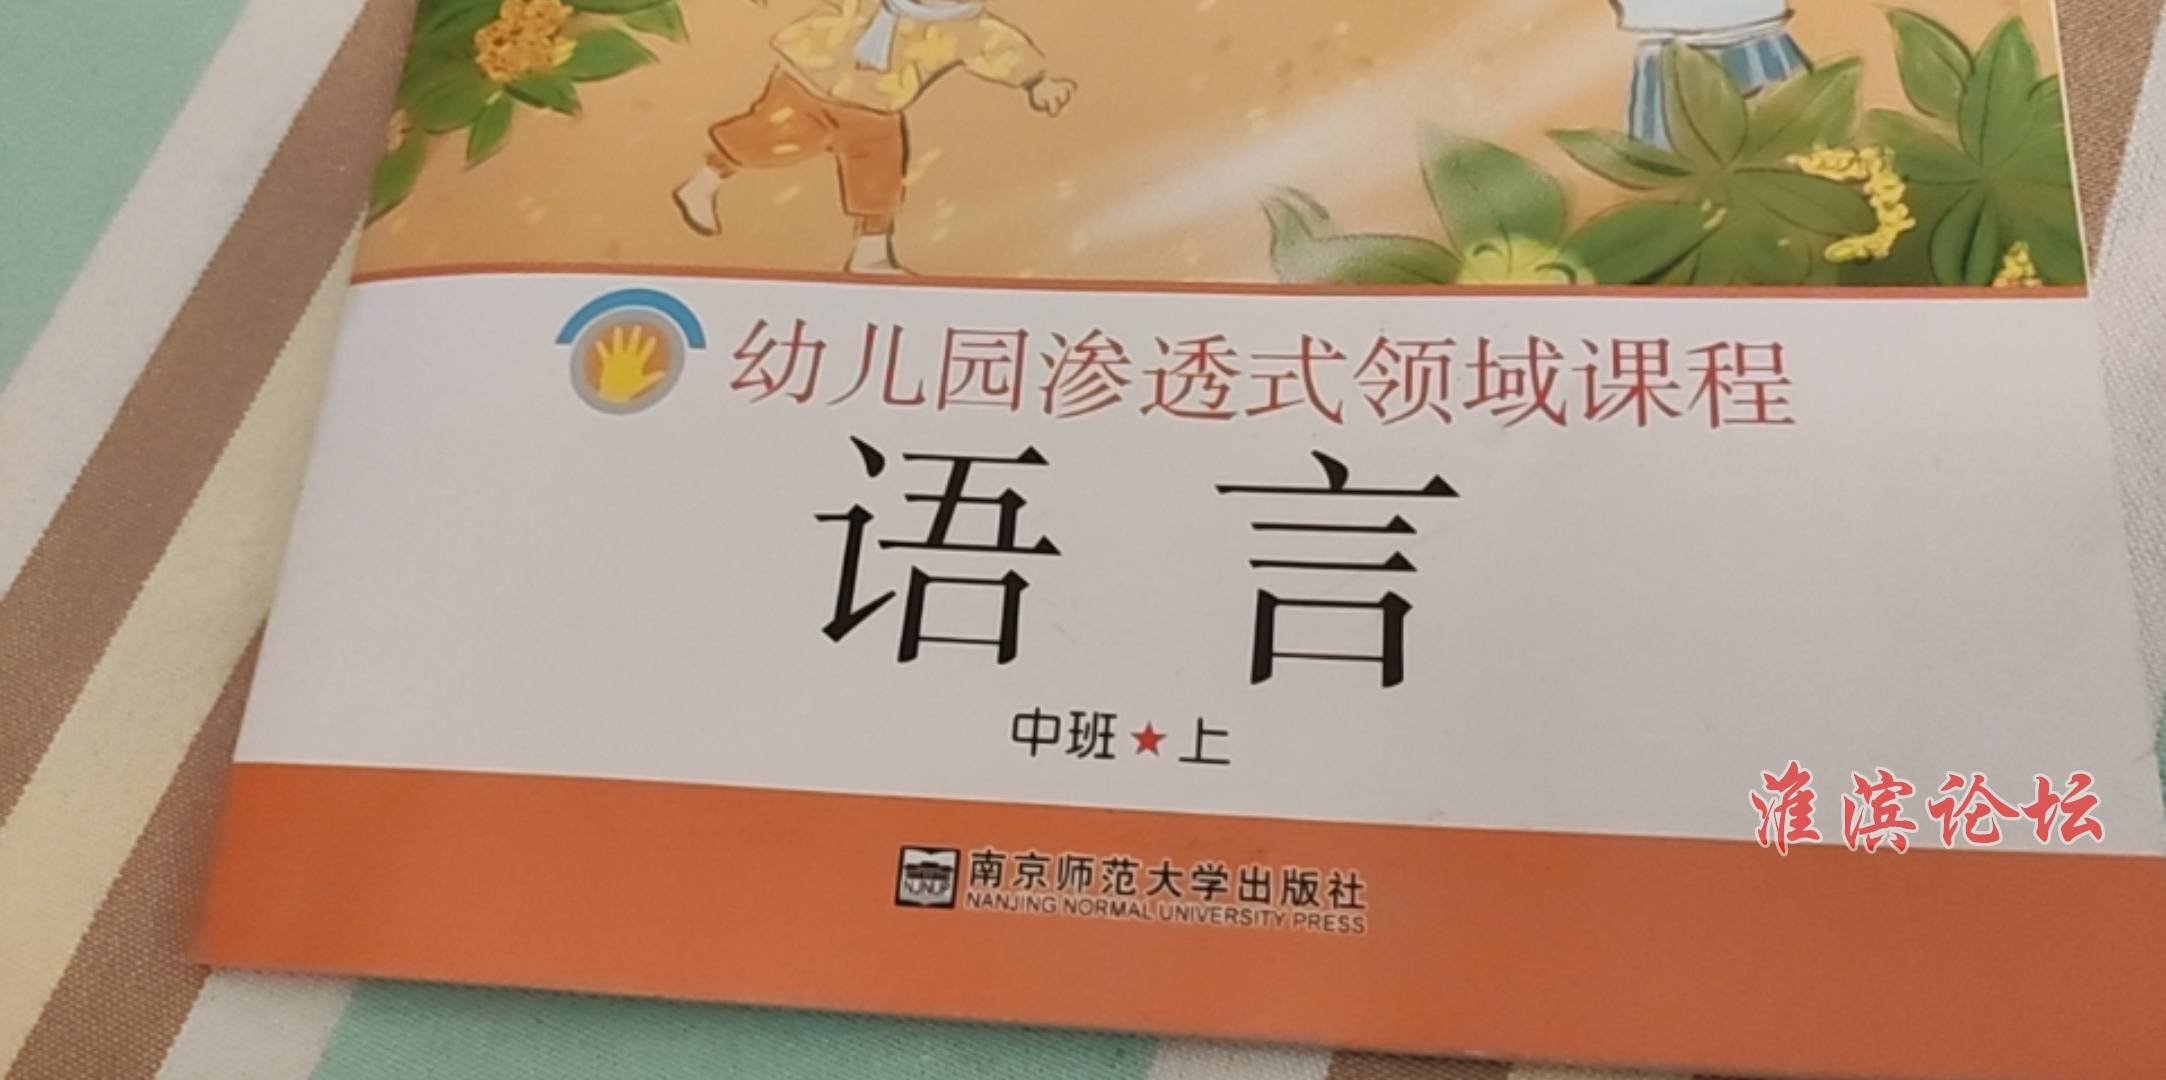 幼儿园渗透式领域课程
语言
中班★上
淮滨论坛
NJNUP
南京师范大学出版社
NANJING NORMAL UNIVERSITY PRESS